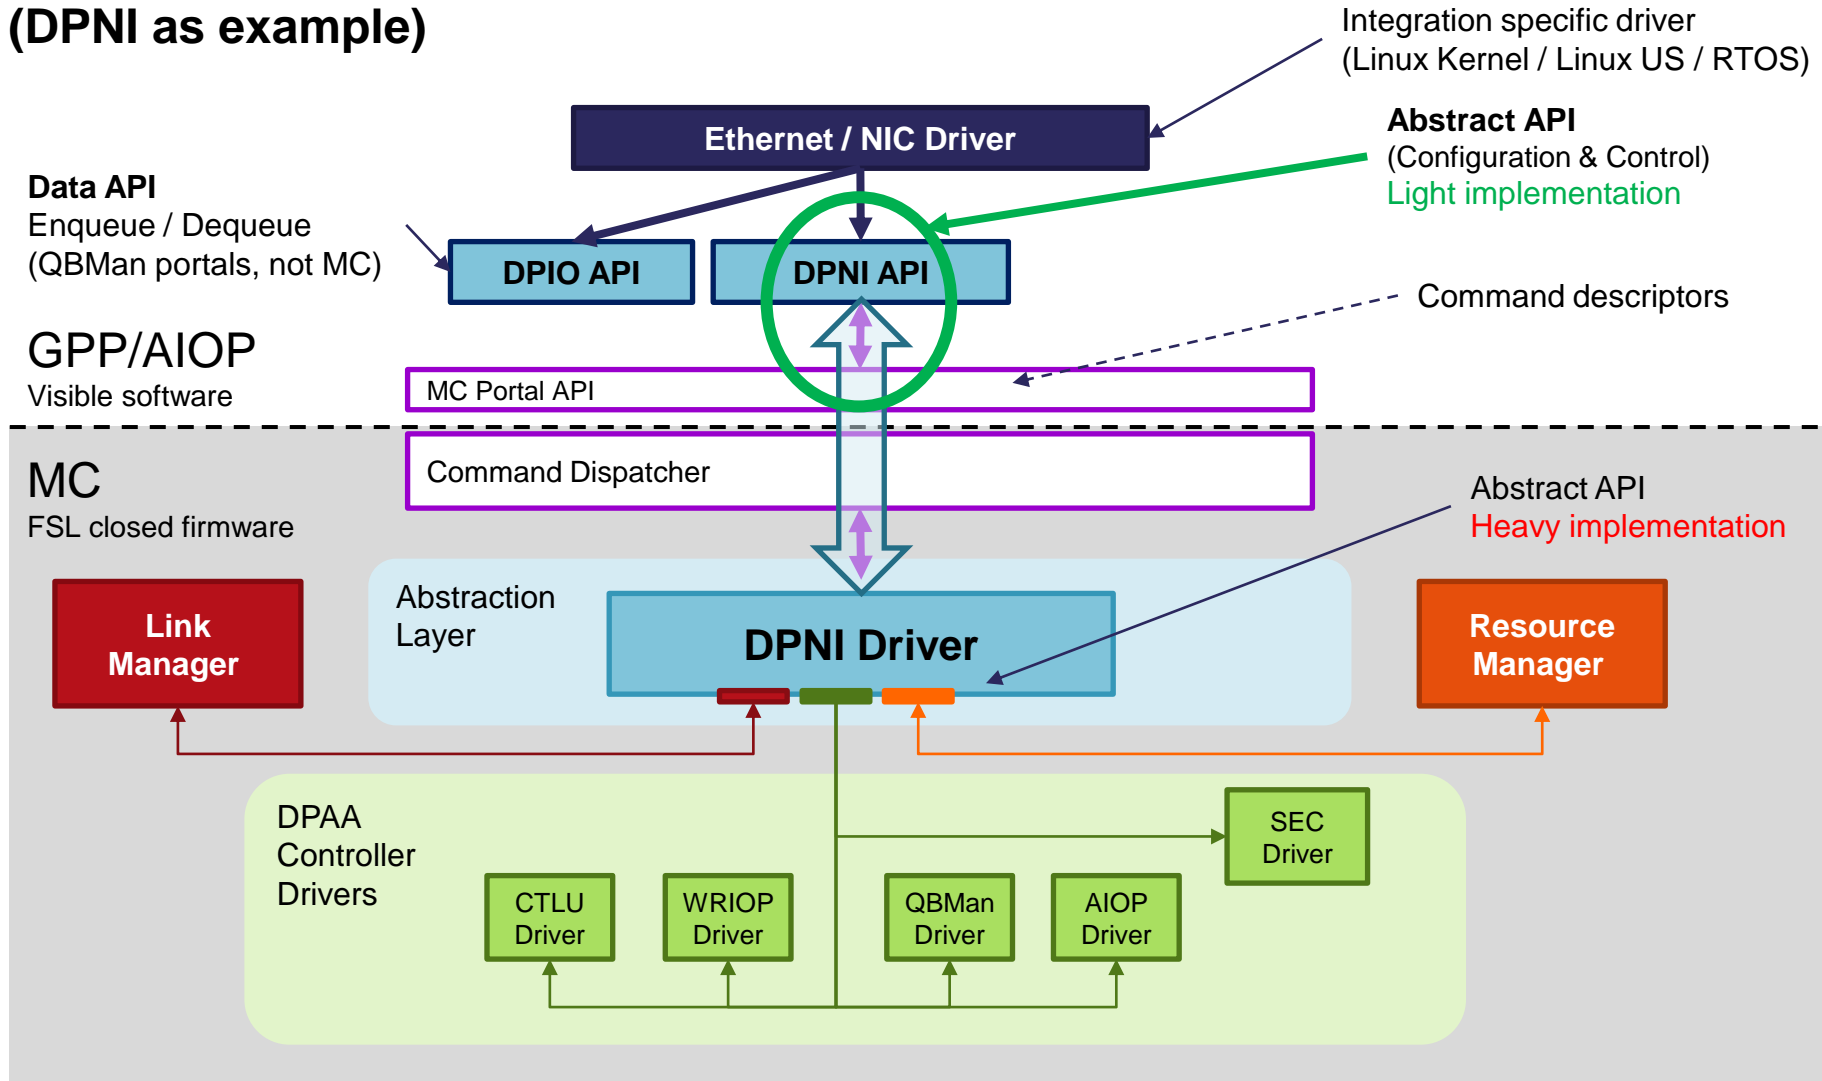 (DPNI as example)
Integration specific driver
(Linux Kernel / Linux US / RTOS)
Ethernet / NIC Driver
Abstract API
(Configuration & Control)
Light implementation
Data API
Enqueue / Dequeue
(QBMan portals, not MC)
DPIO API
DPNI API
Command descriptors
GPP/AIOP
Visible software
MC Portal API
MC
FSL closed firmware
Command Dispatcher
Abstract API
Heavy implementation
Abstraction
Layer
Link
Manager
DPNI Driver
Resource
Manager
DPAA
Controller
Drivers
SEC
Driver
CTLU
Driver
WRIOP
Driver
QBMan
Driver
AIOP
Driver